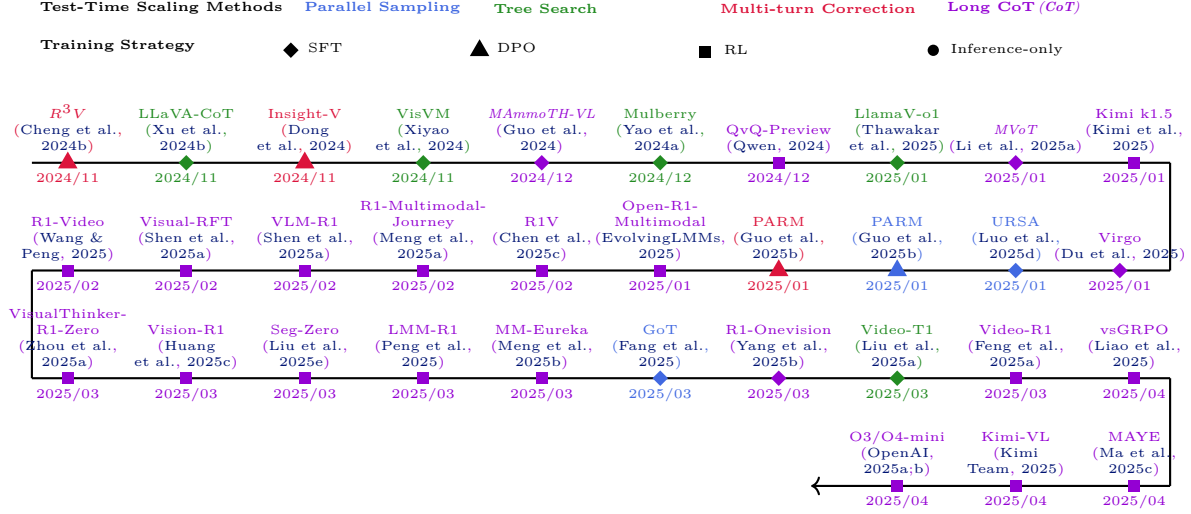 Test-Time Scaling Methods Parallel Sampling Tree Search Multi-turn Correction Long CoT (CoT)
Training Strategy SFT DPO RL Inference-only
R³V
(Cheng et al.,
2024b)
2024/11
LLaVA-CoT
(Xu et al.,
2024b)
2024/11
Insight-V
(Dong
et al., 2024)
2024/11
VisVM
(Xiyao
et al., 2024)
2024/11
MAmmoTH-VL
(Guo et al.,
2024)
2024/12
Mulberry
(Yao et al.,
2024a)
2024/12
QvQ-Preview
(Qwen, 2024)
2024/12
LlamaV-o1
(Thawakar
et al., 2025)
2025/01
MVoT
(Li et al., 2025a)
2025/01
Kimi k1.5
(Kimi et al.,
2025)
2025/01
R1-Video
(Wang &
Peng, 2025)
2025/02
Visual-RFT
(Shen et al.,
2025a)
2025/02
VLM-R1
(Shen et al.,
2025a)
2025/02
R1-Multimodal-
Journey
(Meng et al.,
2025a)
2025/02
R1V
(Chen et al.,
2025c)
2025/02
Open-R1-
Multimodal
(EvolvingLMMs,
2025)
2025/01
PARM
(Guo et al.,
2025b)
2025/01
PARM
(Guo et al.,
2025b)
2025/01
URSA
(Luo et al.,
2025d)
2025/01
Virgo
(Du et al., 2025)
2025/01
VisualThinker-
R1-Zero
(Zhou et al.,
2025a)
2025/03
Vision-R1
(Huang
et al., 2025c)
2025/03
Seg-Zero
(Liu et al.,
2025e)
2025/03
LMM-R1
(Peng et al.,
2025)
2025/03
MM-Eureka
(Meng et al.,
2025b)
2025/03
GoT
(Fang et al.,
2025)
2025/03
R1-Onevision
(Yang et al.,
2025b)
2025/03
Video-T1
(Liu et al.,
2025a)
2025/03
Video-R1
(Feng et al.,
2025a)
2025/03
vsGRPO
(Liao et al.,
2025)
2025/04
O3/O4-mini
(OpenAI,
2025a;b)
2025/04
Kimi-VL
(Kimi
Team, 2025)
2025/04
MAYE
(Ma et al.,
2025c)
2025/04